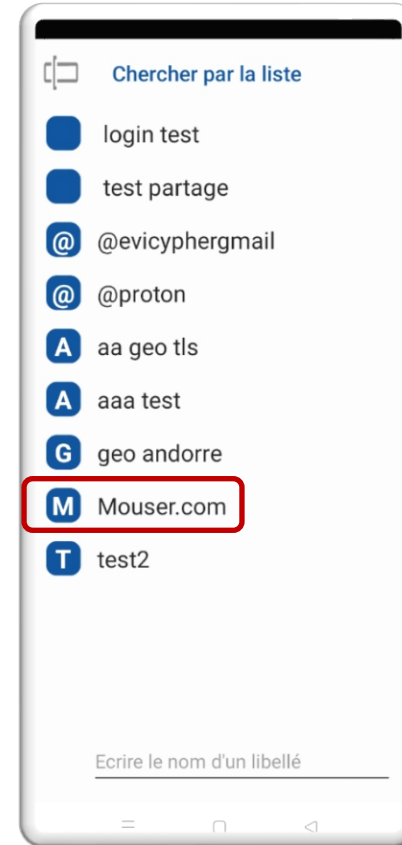 Chercher par la liste
login test
test partage
@ @evicyphergmail
@ @proton
A aa geo tls
A aaa test
G geo andorre
M Mouser.com
T test2
Ecrire le nom d'un libellé